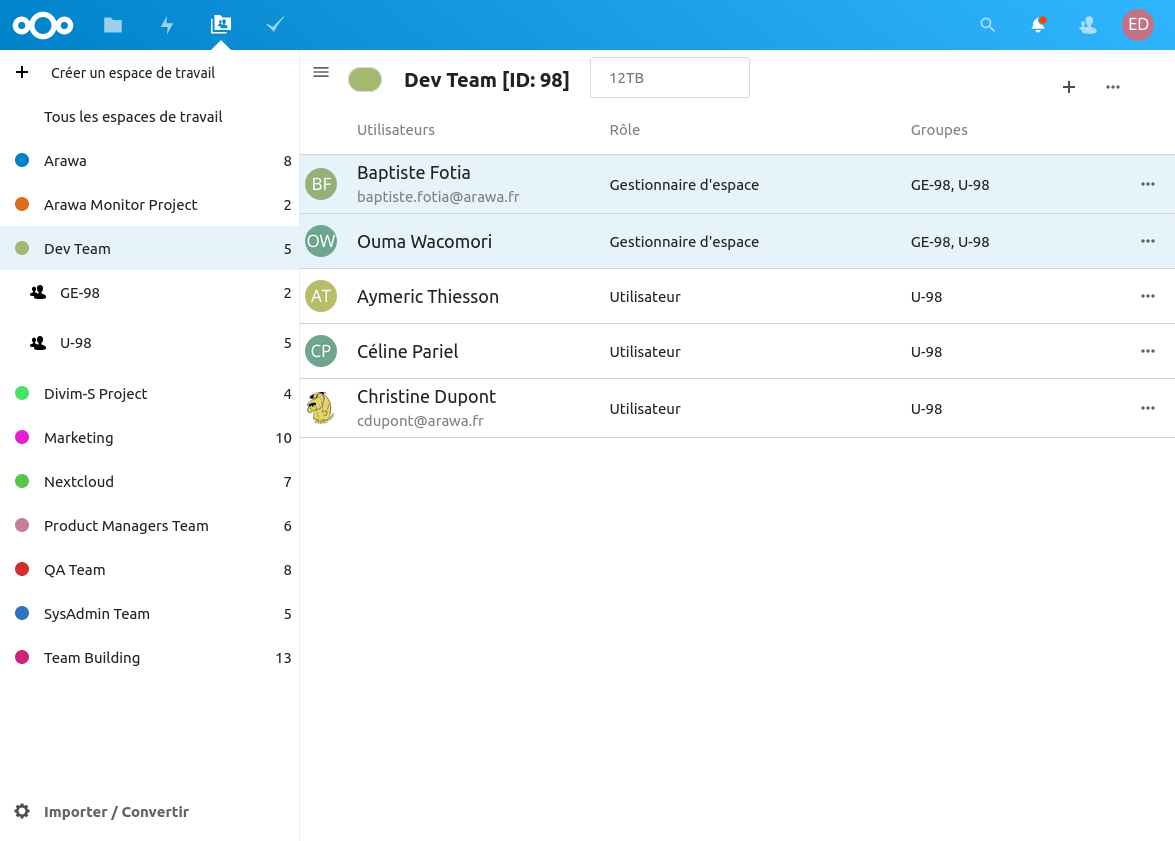 ED
Créer un espace de travail
Tous les espaces de travail
Arawa 8
Arawa Monitor Project 2
Dev Team 5
GE-98 2
U-98 5
Divim-S Project 4
Marketing 10
Nextcloud 7
Product Managers Team 6
QA Team 8
SysAdmin Team 5
Team Building 13
Importer / Convertir
Dev Team [ID: 98] 12TB
Utilisateurs Rôle Groupes
BF Baptiste Fotia Gestionnaire d'espace GE-98, U-98
baptiste.fotia@arawa.fr
OW Ouma Wacomori Gestionnaire d'espace GE-98, U-98
AT Aymeric Thiesson Utilisateur U-98
CP Céline Pariel Utilisateur U-98
Christine Dupont Utilisateur U-98
cdupont@arawa.fr